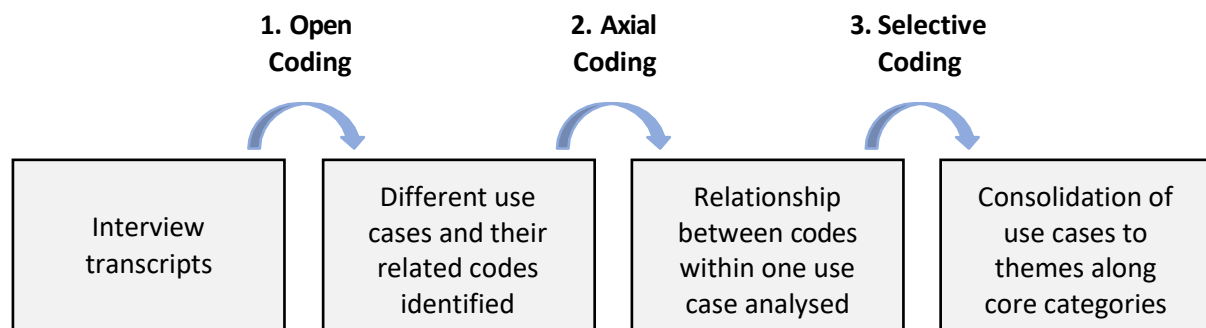 1. Open
Coding
2. Axial
Coding
3. Selective
Coding
Interview
transcripts
Different use
cases and their
related codes
identified
Relationship
between codes
within one use
case analysed
Consolidation of
use cases to
themes along
core categories